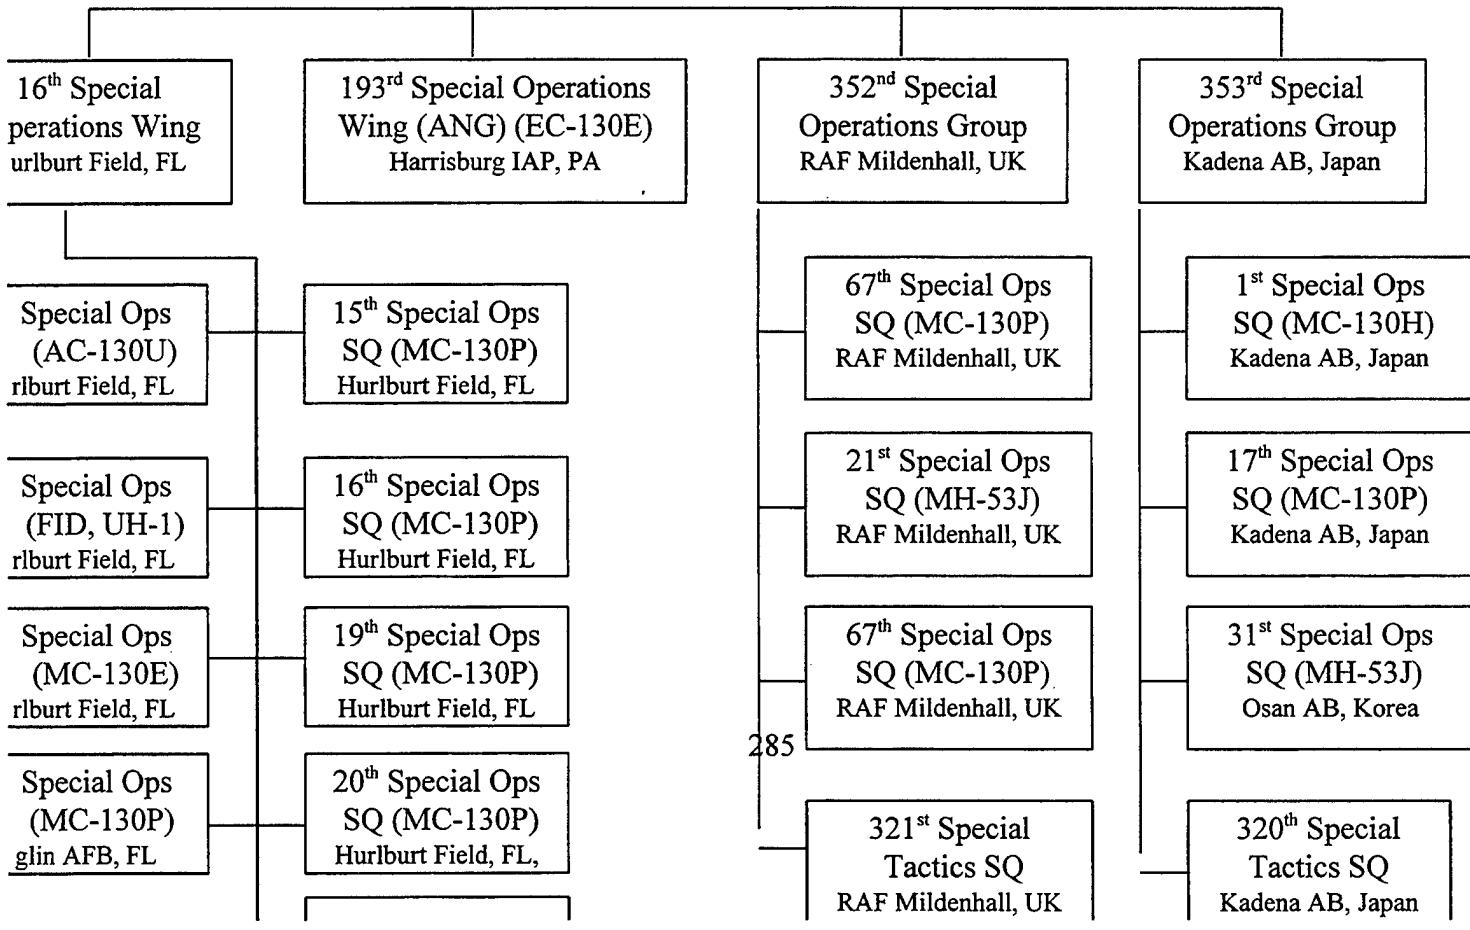 16th Special
perations Wing
urlburt Field, FL
193rd Special Operations
Wing (ANG) (EC-130E)
Harrisburg IAP, PA
352nd Special
Operations Group
RAF Mildenhall, UK
353rd Special
Operations Group
Kadena AB, Japan
Special Ops
(AC-130U)
rlburt Field, FL
15th Special Ops
SQ (MC-130P)
Hurlburt Field, FL
67th Special Ops
SQ (MC-130P)
RAF Mildenhall, UK
1st Special Ops
SQ (MC-130H)
Kadena AB, Japan
Special Ops
(FID, UH-1)
rlburt Field, FL
16th Special Ops
SQ (MC-130P)
Hurlburt Field, FL
21st Special Ops
SQ (MH-53J)
RAF Mildenhall, UK
17th Special Ops
SQ (MC-130P)
Kadena AB, Japan
Special Ops
(MC-130E)
rlburt Field, FL
19th Special Ops
SQ (MC-130P)
Hurlburt Field, FL
67th Special Ops
SQ (MC-130P)
RAF Mildenhall, UK
31st Special Ops
SQ (MH-53J)
Osan AB, Korea
285
Special Ops
(MC-130P)
glin AFB, FL
20th Special Ops
SQ (MC-130P)
Hurlburt Field, FL,
321st Special
Tactics SQ
RAF Mildenhall, UK
320th Special
Tactics SQ
Kadena AB, Japan